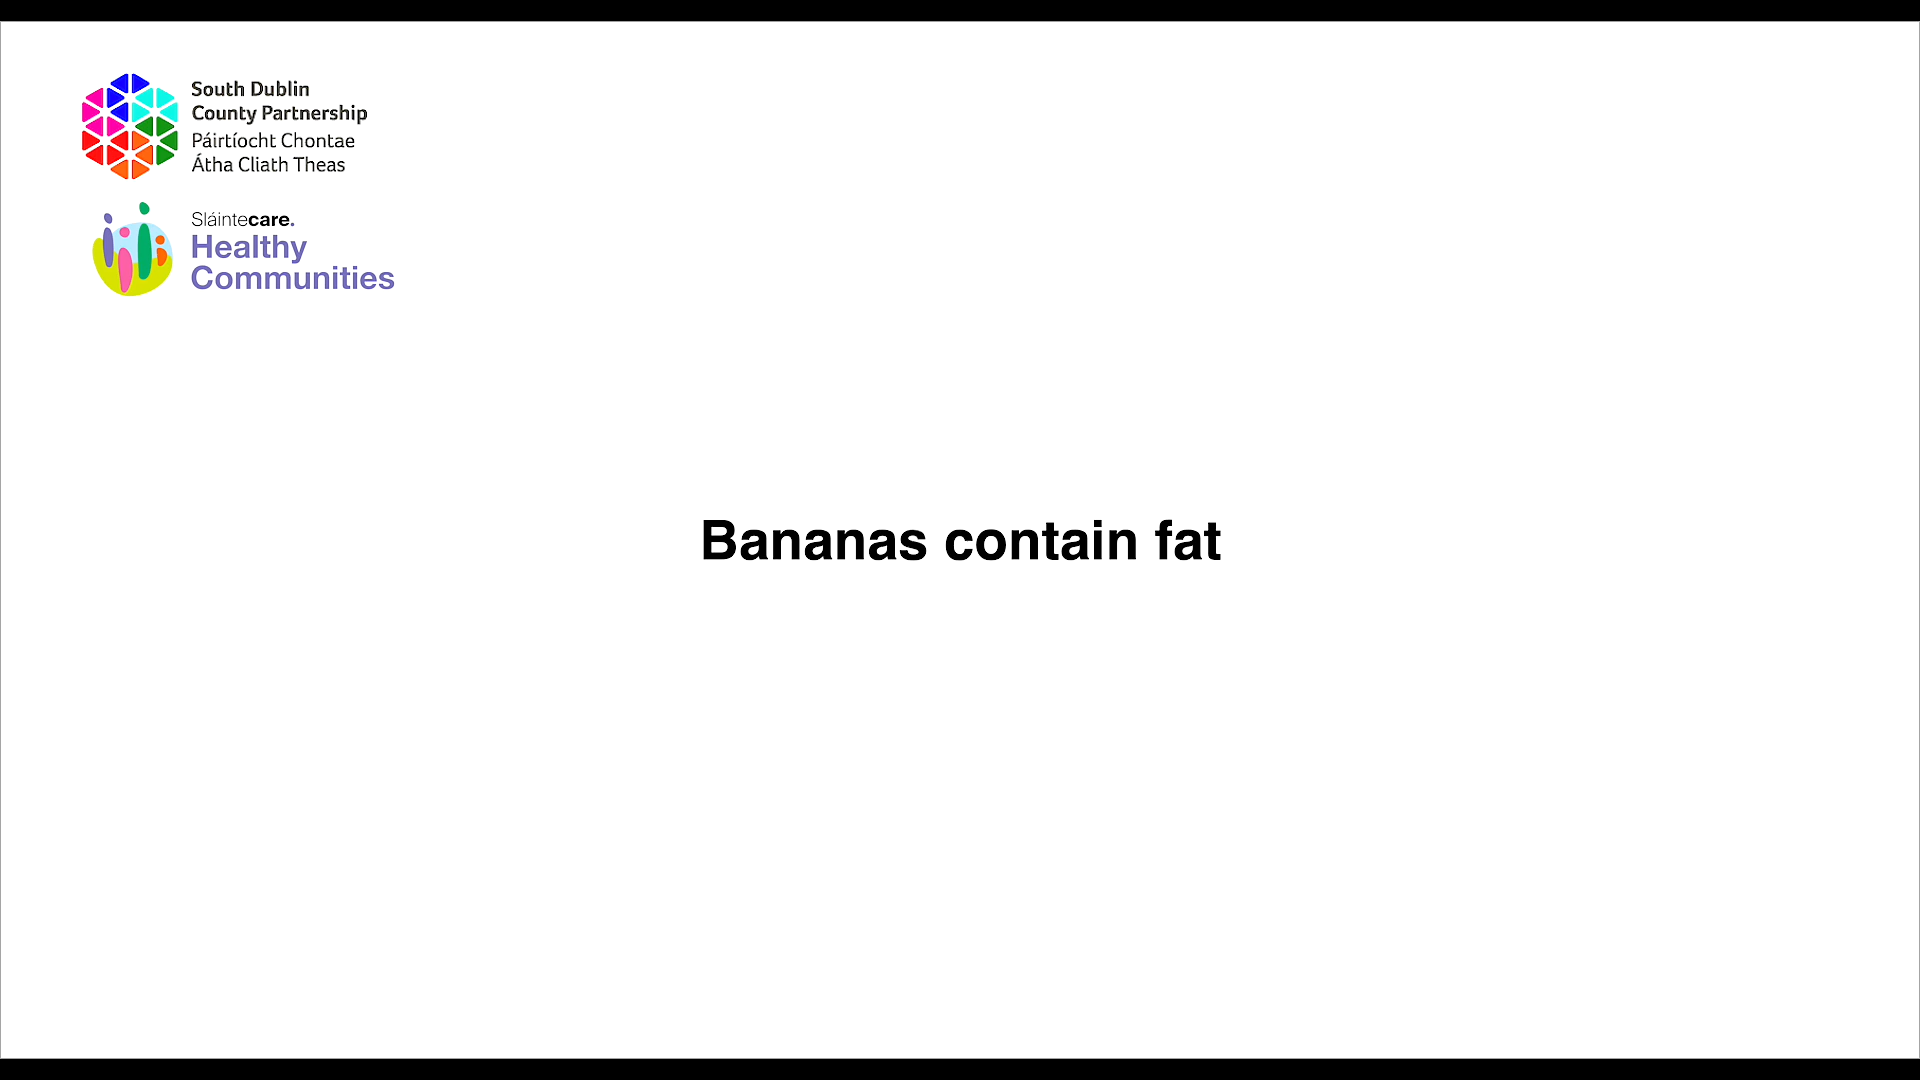 South Dublin
County Partnership
Páirtíocht Chontae
Átha Cliath Theas
Sláintecare.
Healthy
Communities
Bananas contain fat